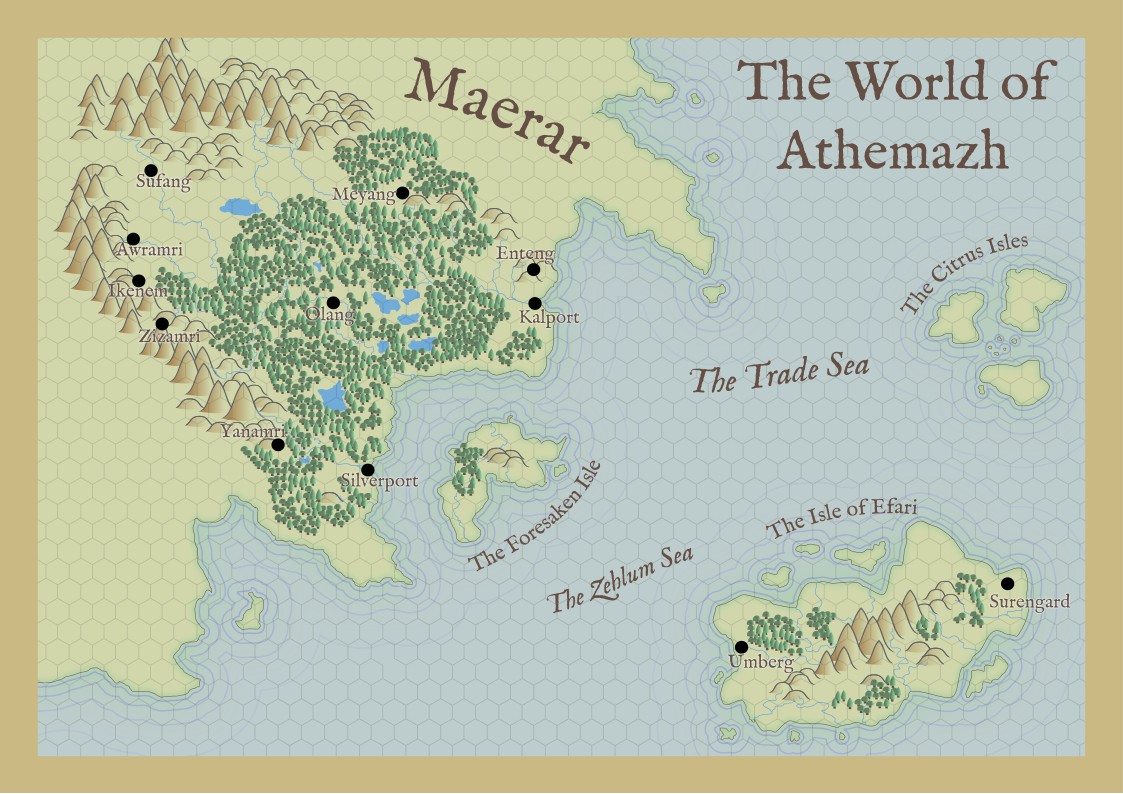 The World of
Athemazh
Maerar
Sufang
Meyang
Awramri
Enteng
The Citrus Isles
Ikenem
Olang
Kalport
Zizamri
The Trade Sea
Yanamri
Silverport
The Foresaken Isle
The Isle of Efari
The Zehlum Sea
Surengard
Umberg